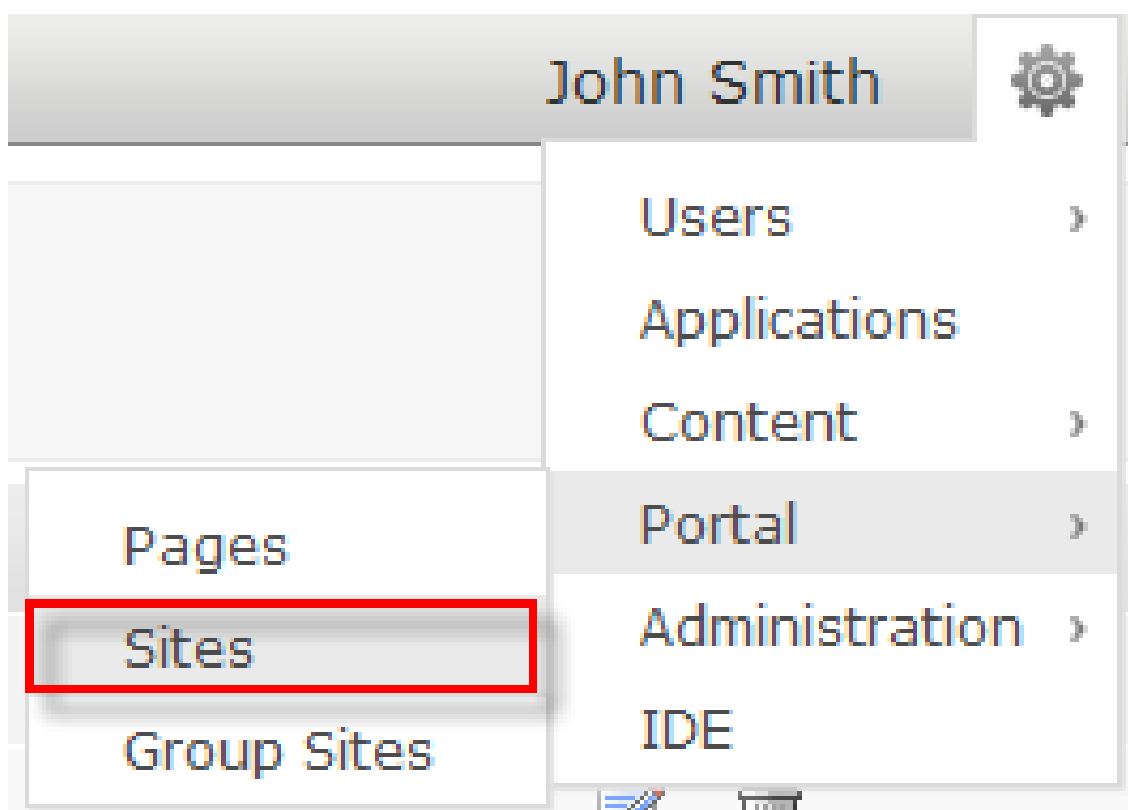 John Smith
Users
Applications
Content
Portal
Administration
IDE
Pages
Sites
Group Sites